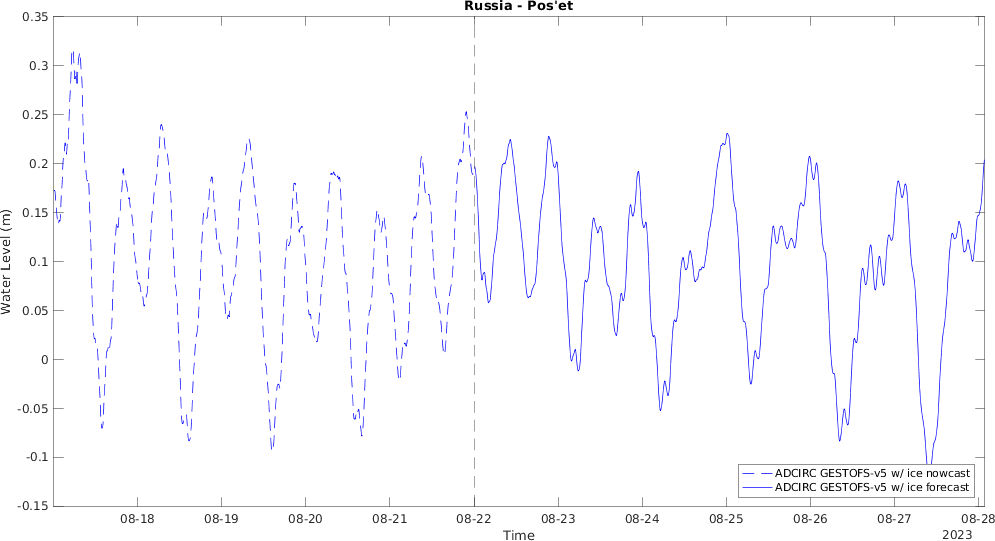 Russia - Pos'et
Water Level (m)
0.35
0.3
0.25
0.2
0.15
0.1
0.05
0
-0.05
-0.1
-0.15
ADCIRC GESTOFS-v5 w/ ice nowcast
ADCIRC GESTOFS-v5 w/ ice forecast
08-18 08-19 08-20 08-21 08-22 08-23 08-24 08-25 08-26 08-27 08-28
Time
2023